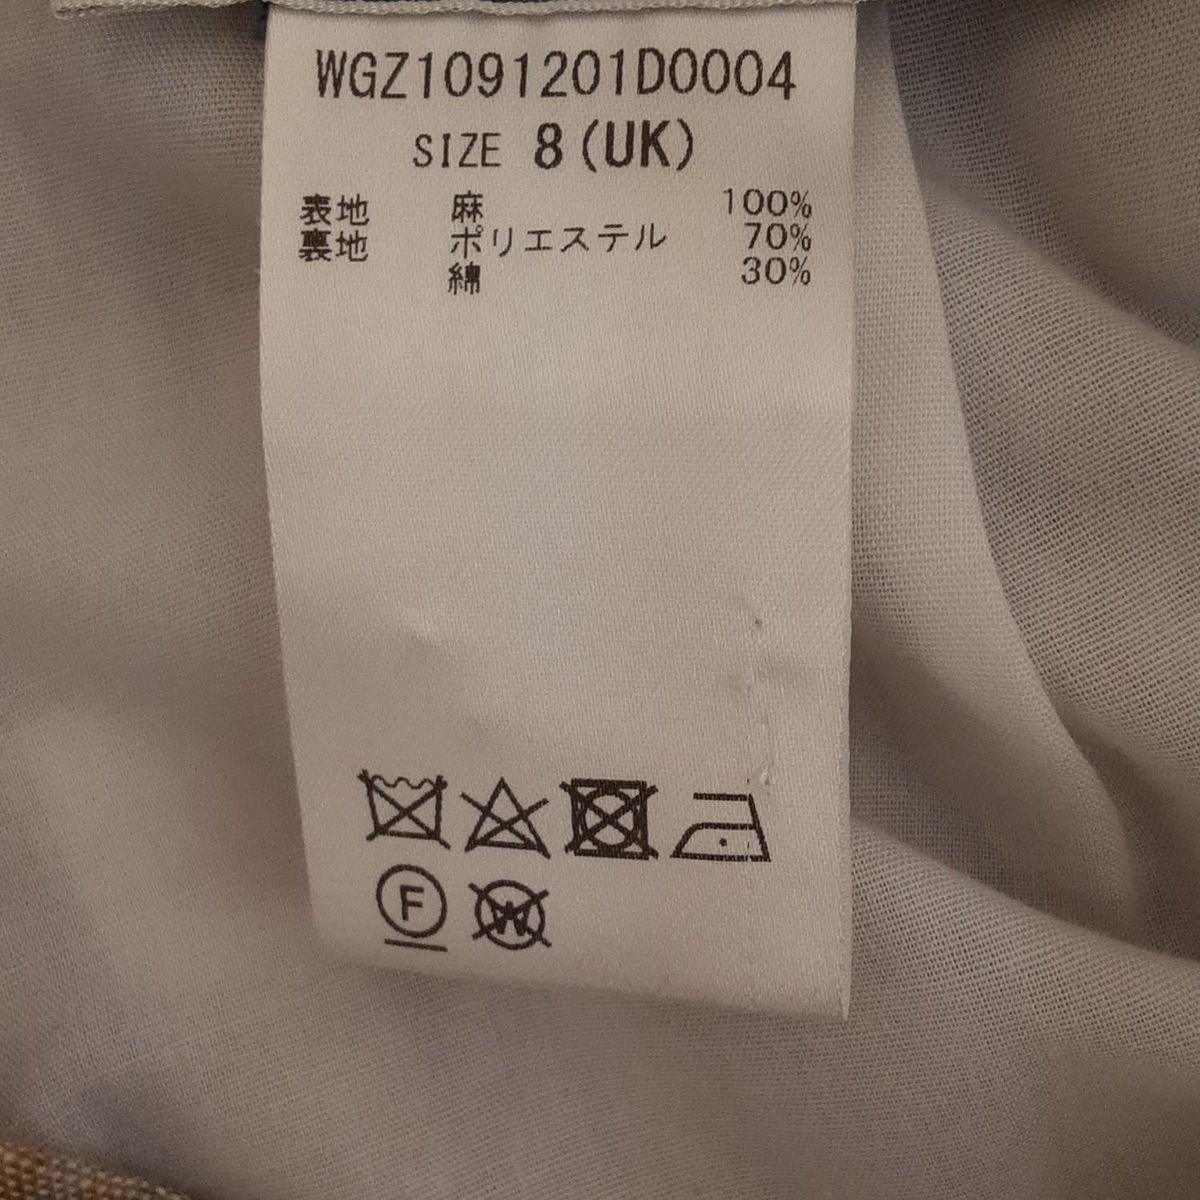 WGZ1091201D0004
SIZE 8(UK)
表地 麻 100%
裏地 ポリエステル 70%
綿 30%
F W